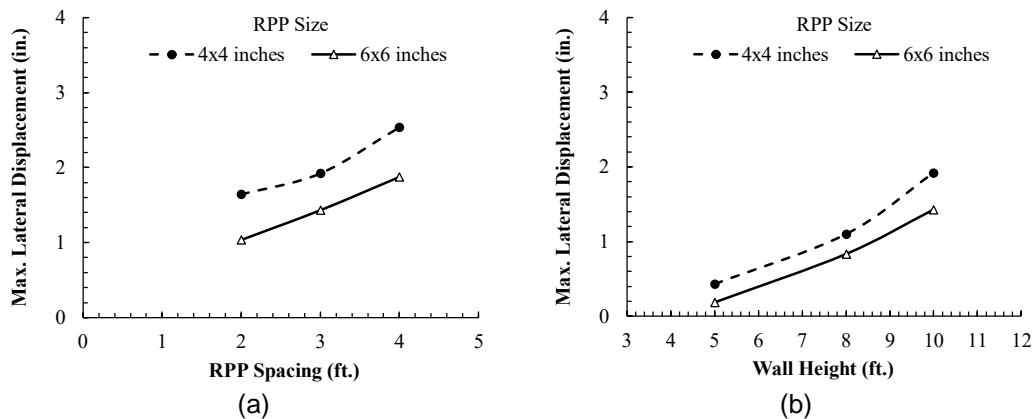 RPP Size
4x4 inches 6x6 inches
Max. Lateral Displacement (in.)
4
3
2
1
0
0 1 2 3 4 5
RPP Spacing (ft.)
(a)
RPP Size
4x4 inches 6x6 inches
Max. Lateral Displacement (in.)
4
3
2
1
0
3 4 5 6 7 8 9 10 11 12
Wall Height (ft.)
(b)